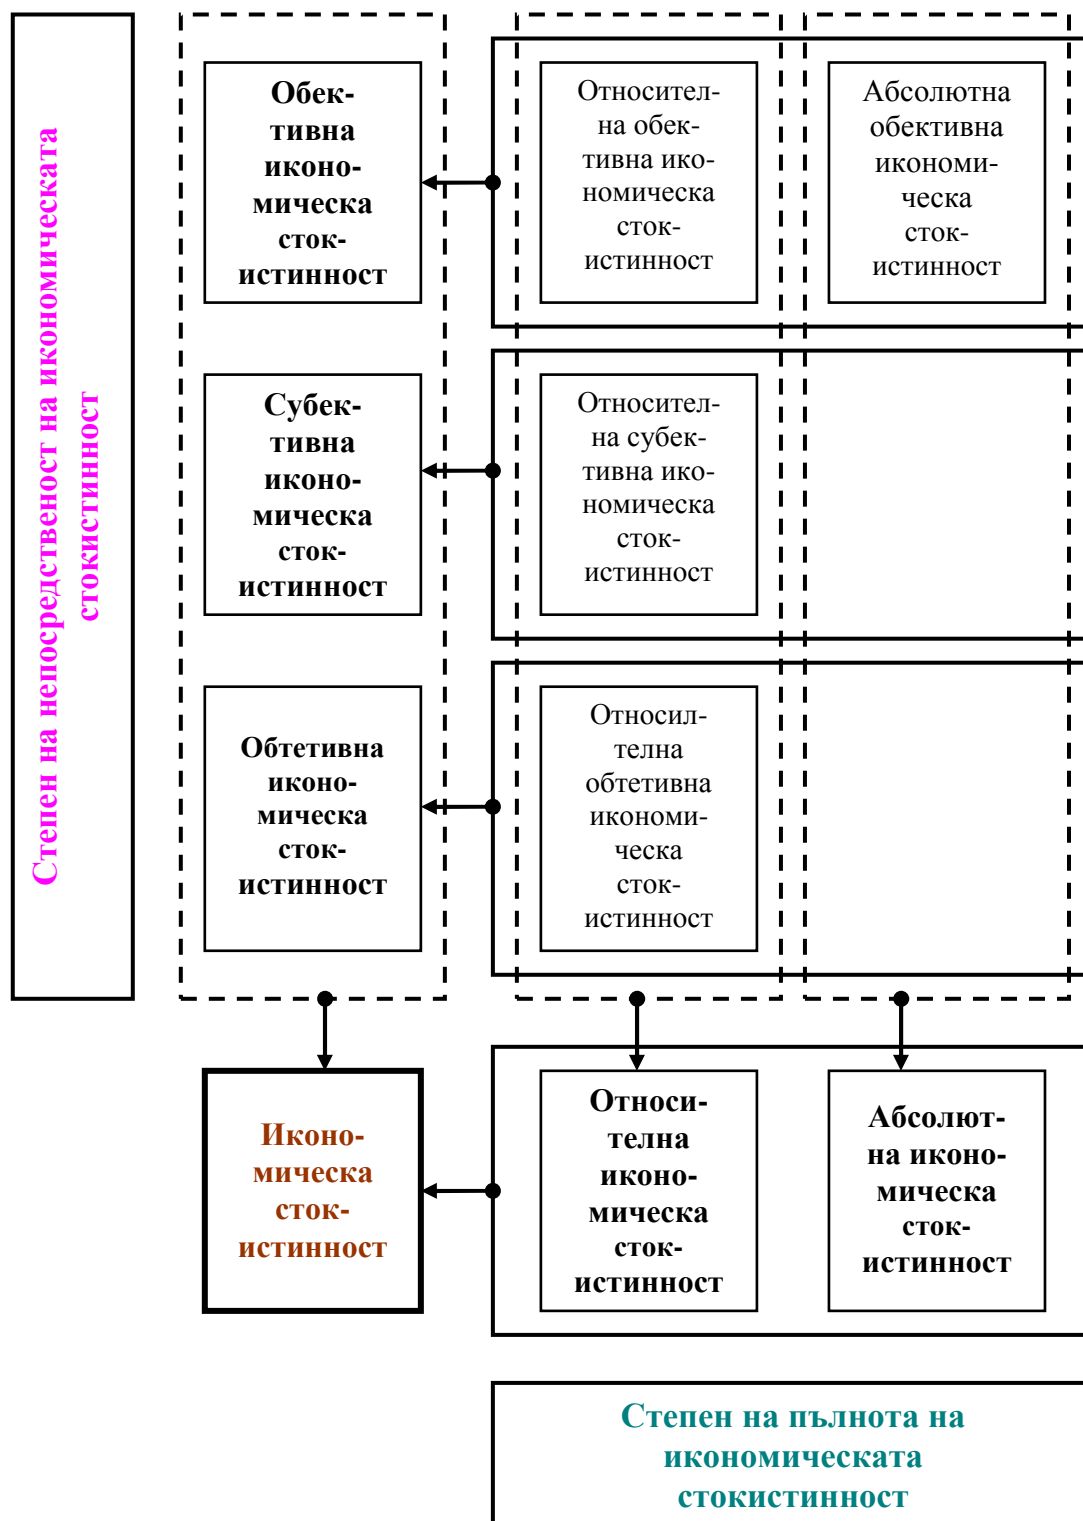 Степен на непосредственост на икономическата
стокистинност
Обек-
тивна
иконо-
мическа
сток-
истинност
Относител-
на обек-
тивна ико-
номическа
сток-
истинност
Абсолютна
обективна
икономи-
ческа
сток-
истинност
Субек-
тивна
иконо-
мическа
сток-
истинност
Относител-
на субек-
тивна ико-
номическа
сток-
истинност
Обтетивна
иконо-
мическа
сток-
истинност
Относил-
телна
обтетивна
икономи-
ческа
сток-
истинност
Иконо-
мическа
сток-
истинност
Относи-
телна
иконо-
мическа
сток-
истинност
Абсолют-
на иконо-
мическа
сток-
истинност
Степен на пълнота на
икономическата
стокистинност